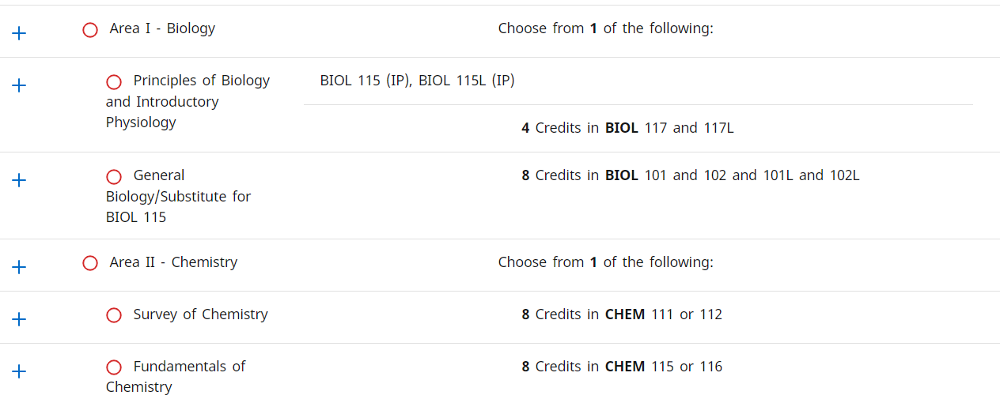 Area I - Biology
Choose from 1 of the following:
Principles of Biology
and Introductory
Physiology
BIOL 115 (IP), BIOL 115L (IP)
4 Credits in BIOL 117 and 117L
General
Biology/Substitute for
BIOL 115
8 Credits in BIOL 101 and 102 and 101L and 102L
Area II - Chemistry
Choose from 1 of the following:
Survey of Chemistry
8 Credits in CHEM 111 or 112
Fundamentals of
Chemistry
8 Credits in CHEM 115 or 116